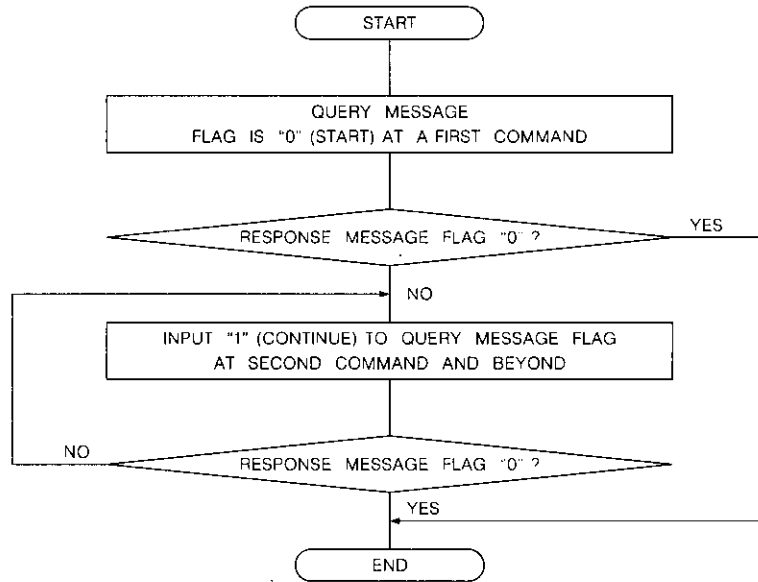 START
QUERY MESSAGE
FLAG IS "0" (START) AT A FIRST COMMAND
RESPONSE MESSAGE FLAG "0" ?
YES
NO
INPUT "1" (CONTINUE) TO QUERY MESSAGE FLAG
AT SECOND COMMAND AND BEYOND
NO
RESPONSE MESSAGE FLAG "0" ?
YES
END